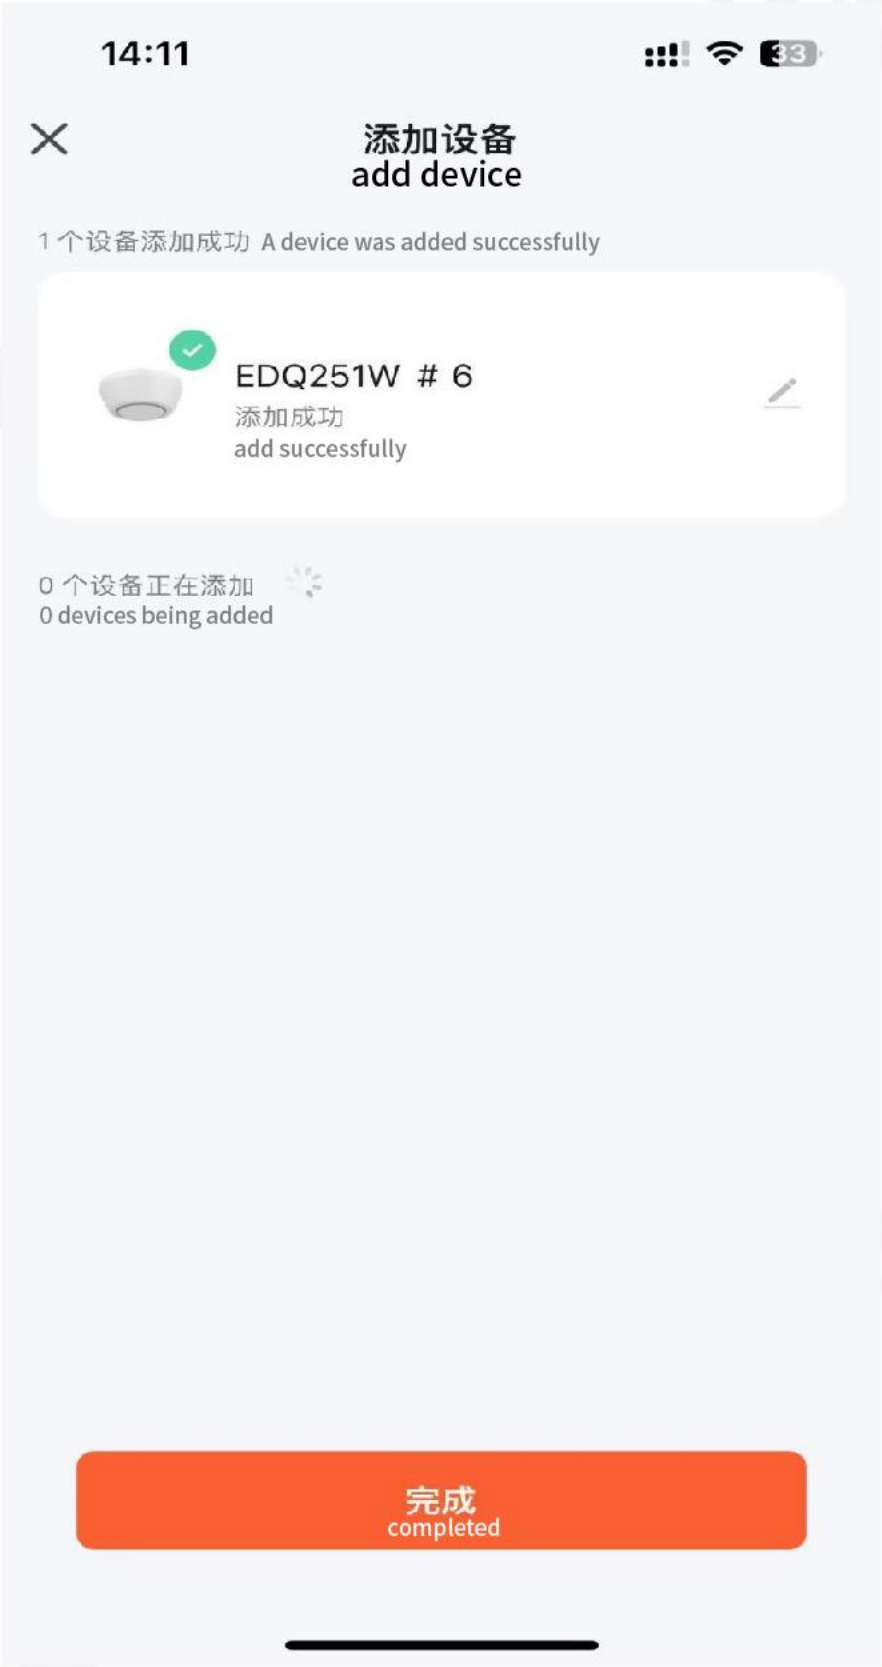 14:11
33
添加设备
add device
1个设备添加成功 A device was added successfully
EDQ251W # 6
添加成功
add successfully
0 个设备正在添加
0 devices being added
完成
completed